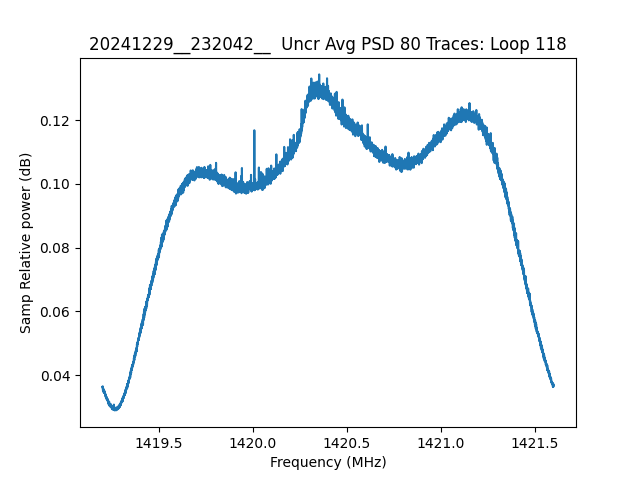 20241229__232042__  Uncr Avg PSD 80 Traces: Loop 118
0.12
0.10
0.08
0.06
0.04
Samp Relative power (dB)
1419.5 1420.0 1420.5 1421.0 1421.5
Frequency (MHz)